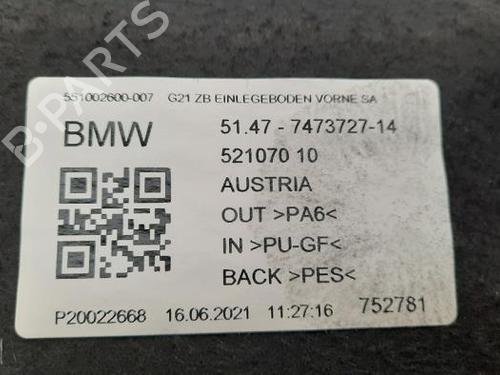 551002600-007 G21 ZB EINLEGEBODEN VORNE SA
BMW 51.47 - 7473727-14
521070 10
AUSTRIA
OUT >PA6<
IN >PU-GF<
BACK >PES<
P20022668 16.06.2021 11:27:16 752781
B-PARTS